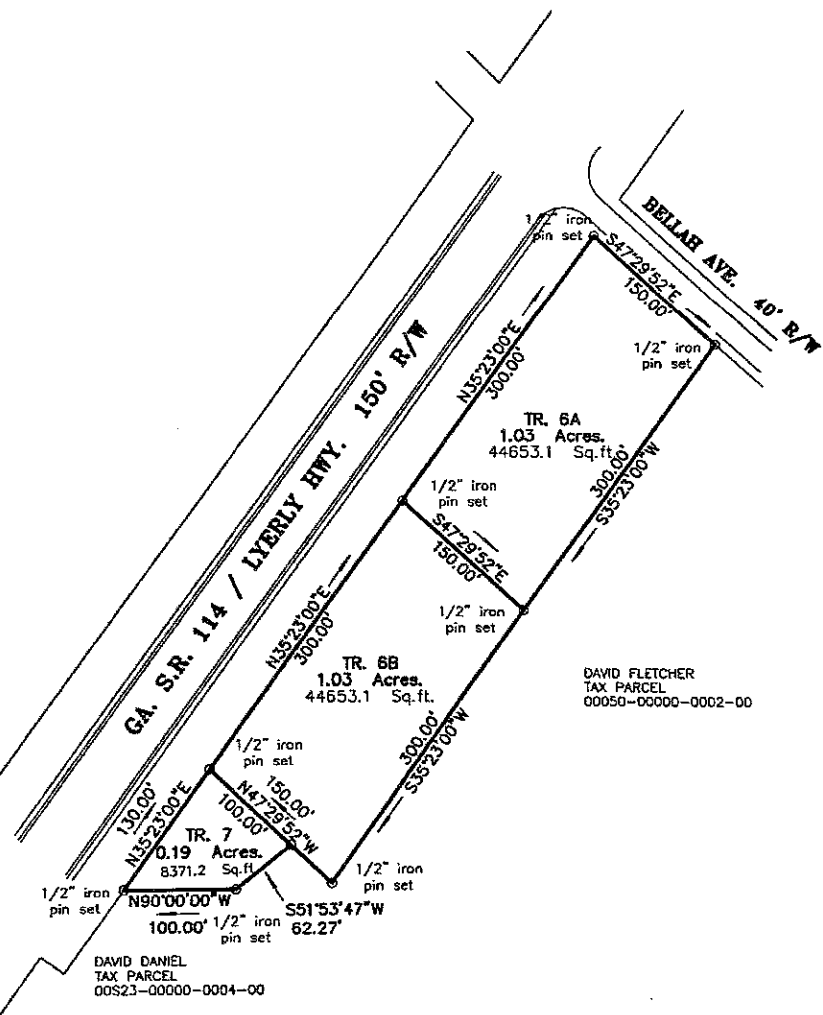 BELLAH AVE. 40' R/W
1/2" iron
pin set
S47°29'52"E
150.00'
1/2" iron
pin set
N35°23'00"E
300.00'
GA. S.R. 114 / LYERLY HWY. 150' R/W
TR. 6A
1.03 Acres.
44653.1 Sq.ft.
300.00'
S35°23'00"W
1/2" iron
pin set
S47°29'52"E
150.00'
1/2" iron
pin set
N35°23'00"E
300.00'
TR. 6B
1.03 Acres.
44653.1 Sq.ft.
DAVID FLETCHER
TAX PARCEL
00050-00000-0002-00
300.00'
S35°23'00"W
1/2" iron
pin set
150.00'
N47°29'52"W
100.00'
130.00'
N35°23'00"E
TR. 7
0.19 Acres.
8371.2 Sq.ft
1/2" iron
pin set
1/2" iron
pin set
N90°00'00"W
100.00'
1/2" iron
pin set
S51°53'47"W
62.27'
DAVID DANIEL
TAX PARCEL
00S23-00000-0004-00